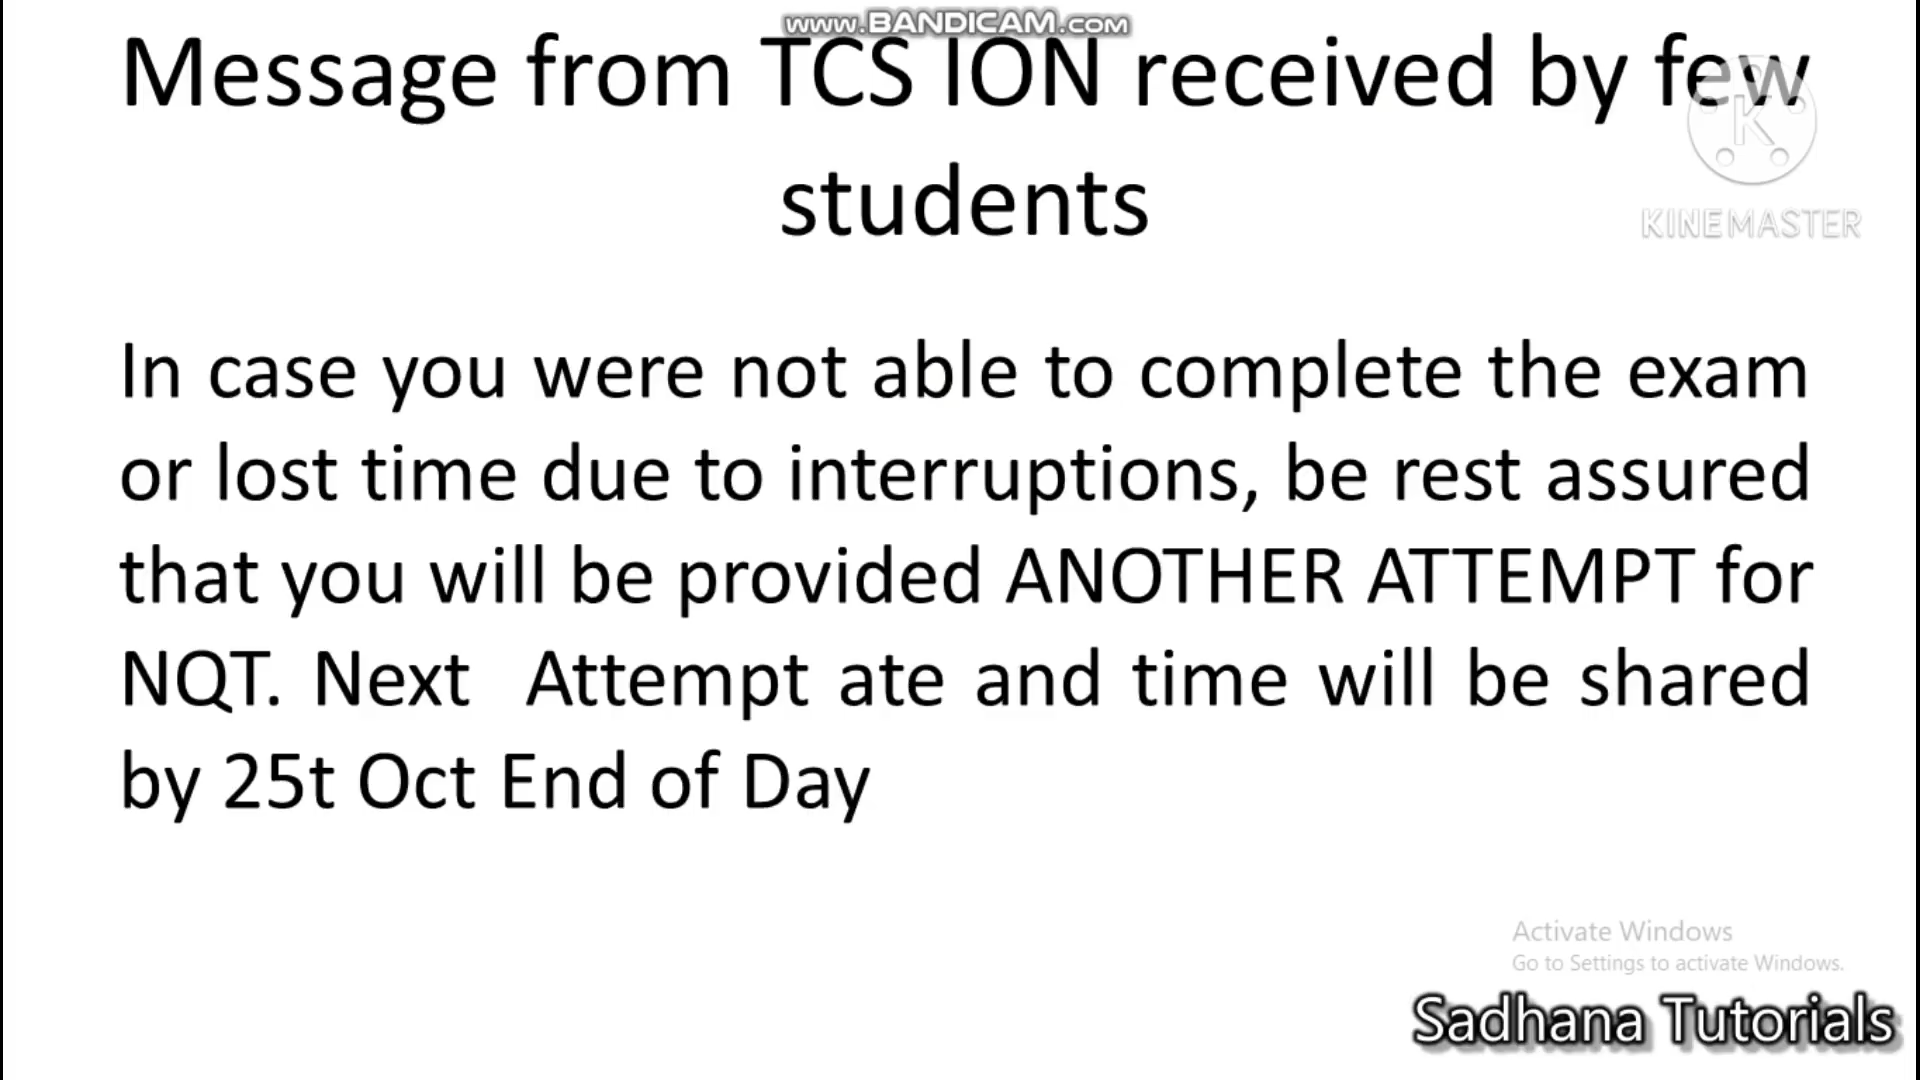 www.BANDICAM.com
Message from TCS ION received by few
students
K
KINEMASTER
In case you were not able to complete the exam
or lost time due to interruptions, be rest assured
that you will be provided ANOTHER ATTEMPT for
NQT. Next Attempt ate and time will be shared
by 25t Oct End of Day
Activate Windows
Go to Settings to activate Windows.
Sadhana Tutorials